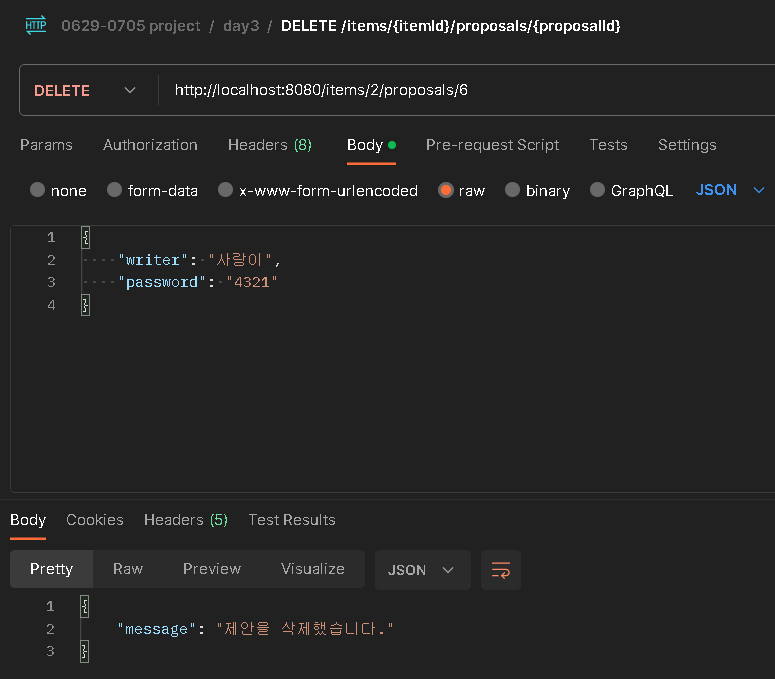 HTTP 0629-0705 project / day3 / DELETE /items/{itemId}/proposals/{proposalId}
DELETE http://localhost:8080/items/2/proposals/6
Params Authorization Headers (8) Body Pre-request Script Tests Settings
none form-data x-www-form-urlencoded raw binary GraphQL JSON
1 {
2 "writer": "사랑이",
3 "password": "4321"
4 }
Body Cookies Headers (5) Test Results
Pretty Raw Preview Visualize JSON
1 {
2 "message": "제안을 삭제했습니다."
3 }